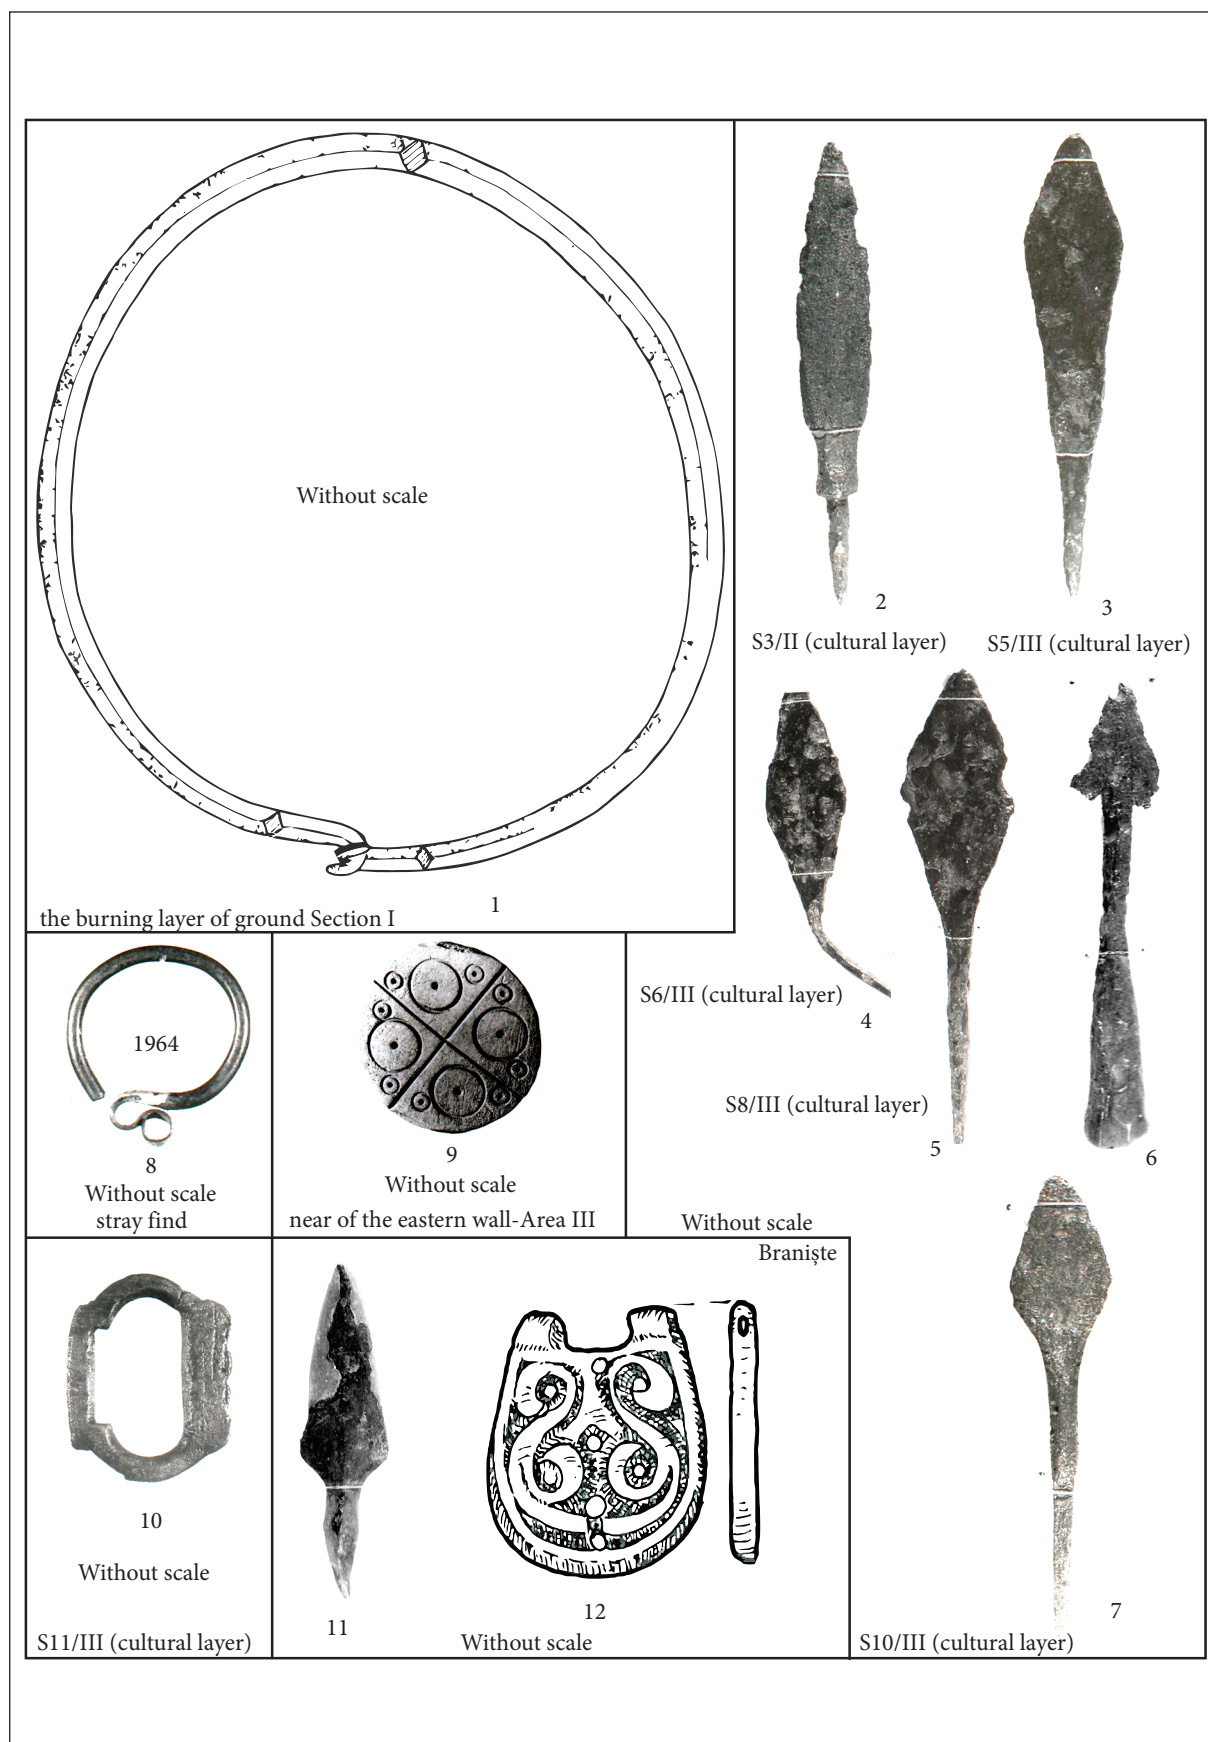 Without scale
1
the burning layer of ground Section I
2
S3/II (cultural layer)
3
S5/III (cultural layer)
S6/III (cultural layer)
4
S8/III (cultural layer)
5
6
Without scale
7
S10/III (cultural layer)
1964
8
Without scale
stray find
9
Without scale
near of the eastern wall-Area III
10
Without scale
S11/III (cultural layer)
Braniște
11
12
Without scale